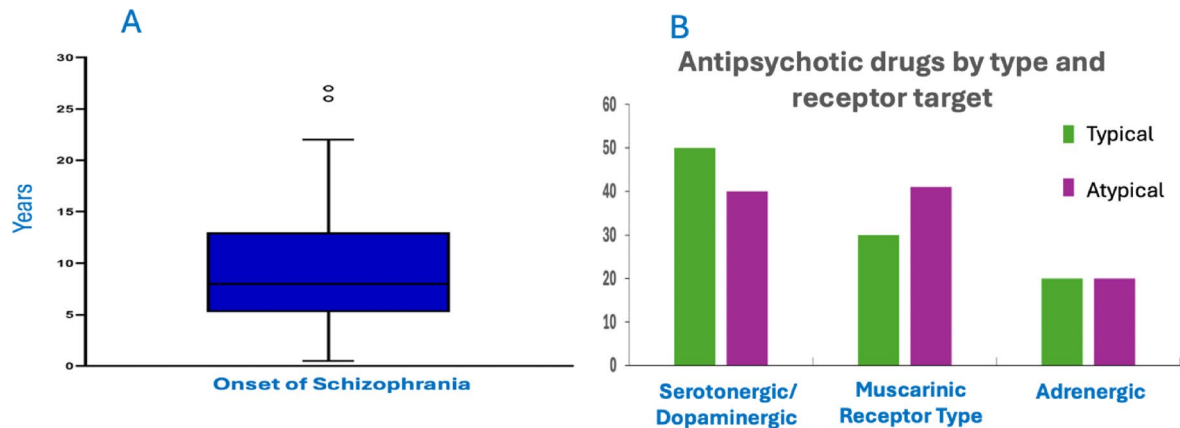 A
30
25
20
15
10
5
0
Years
Onset of Schizophrania
B
Antipsychotic drugs by type and
receptor target
60
50
40
30
20
10
0
Typical
Atypical
Serotonergic/
Dopaminergic
Muscarinic
Receptor Type
Adrenergic